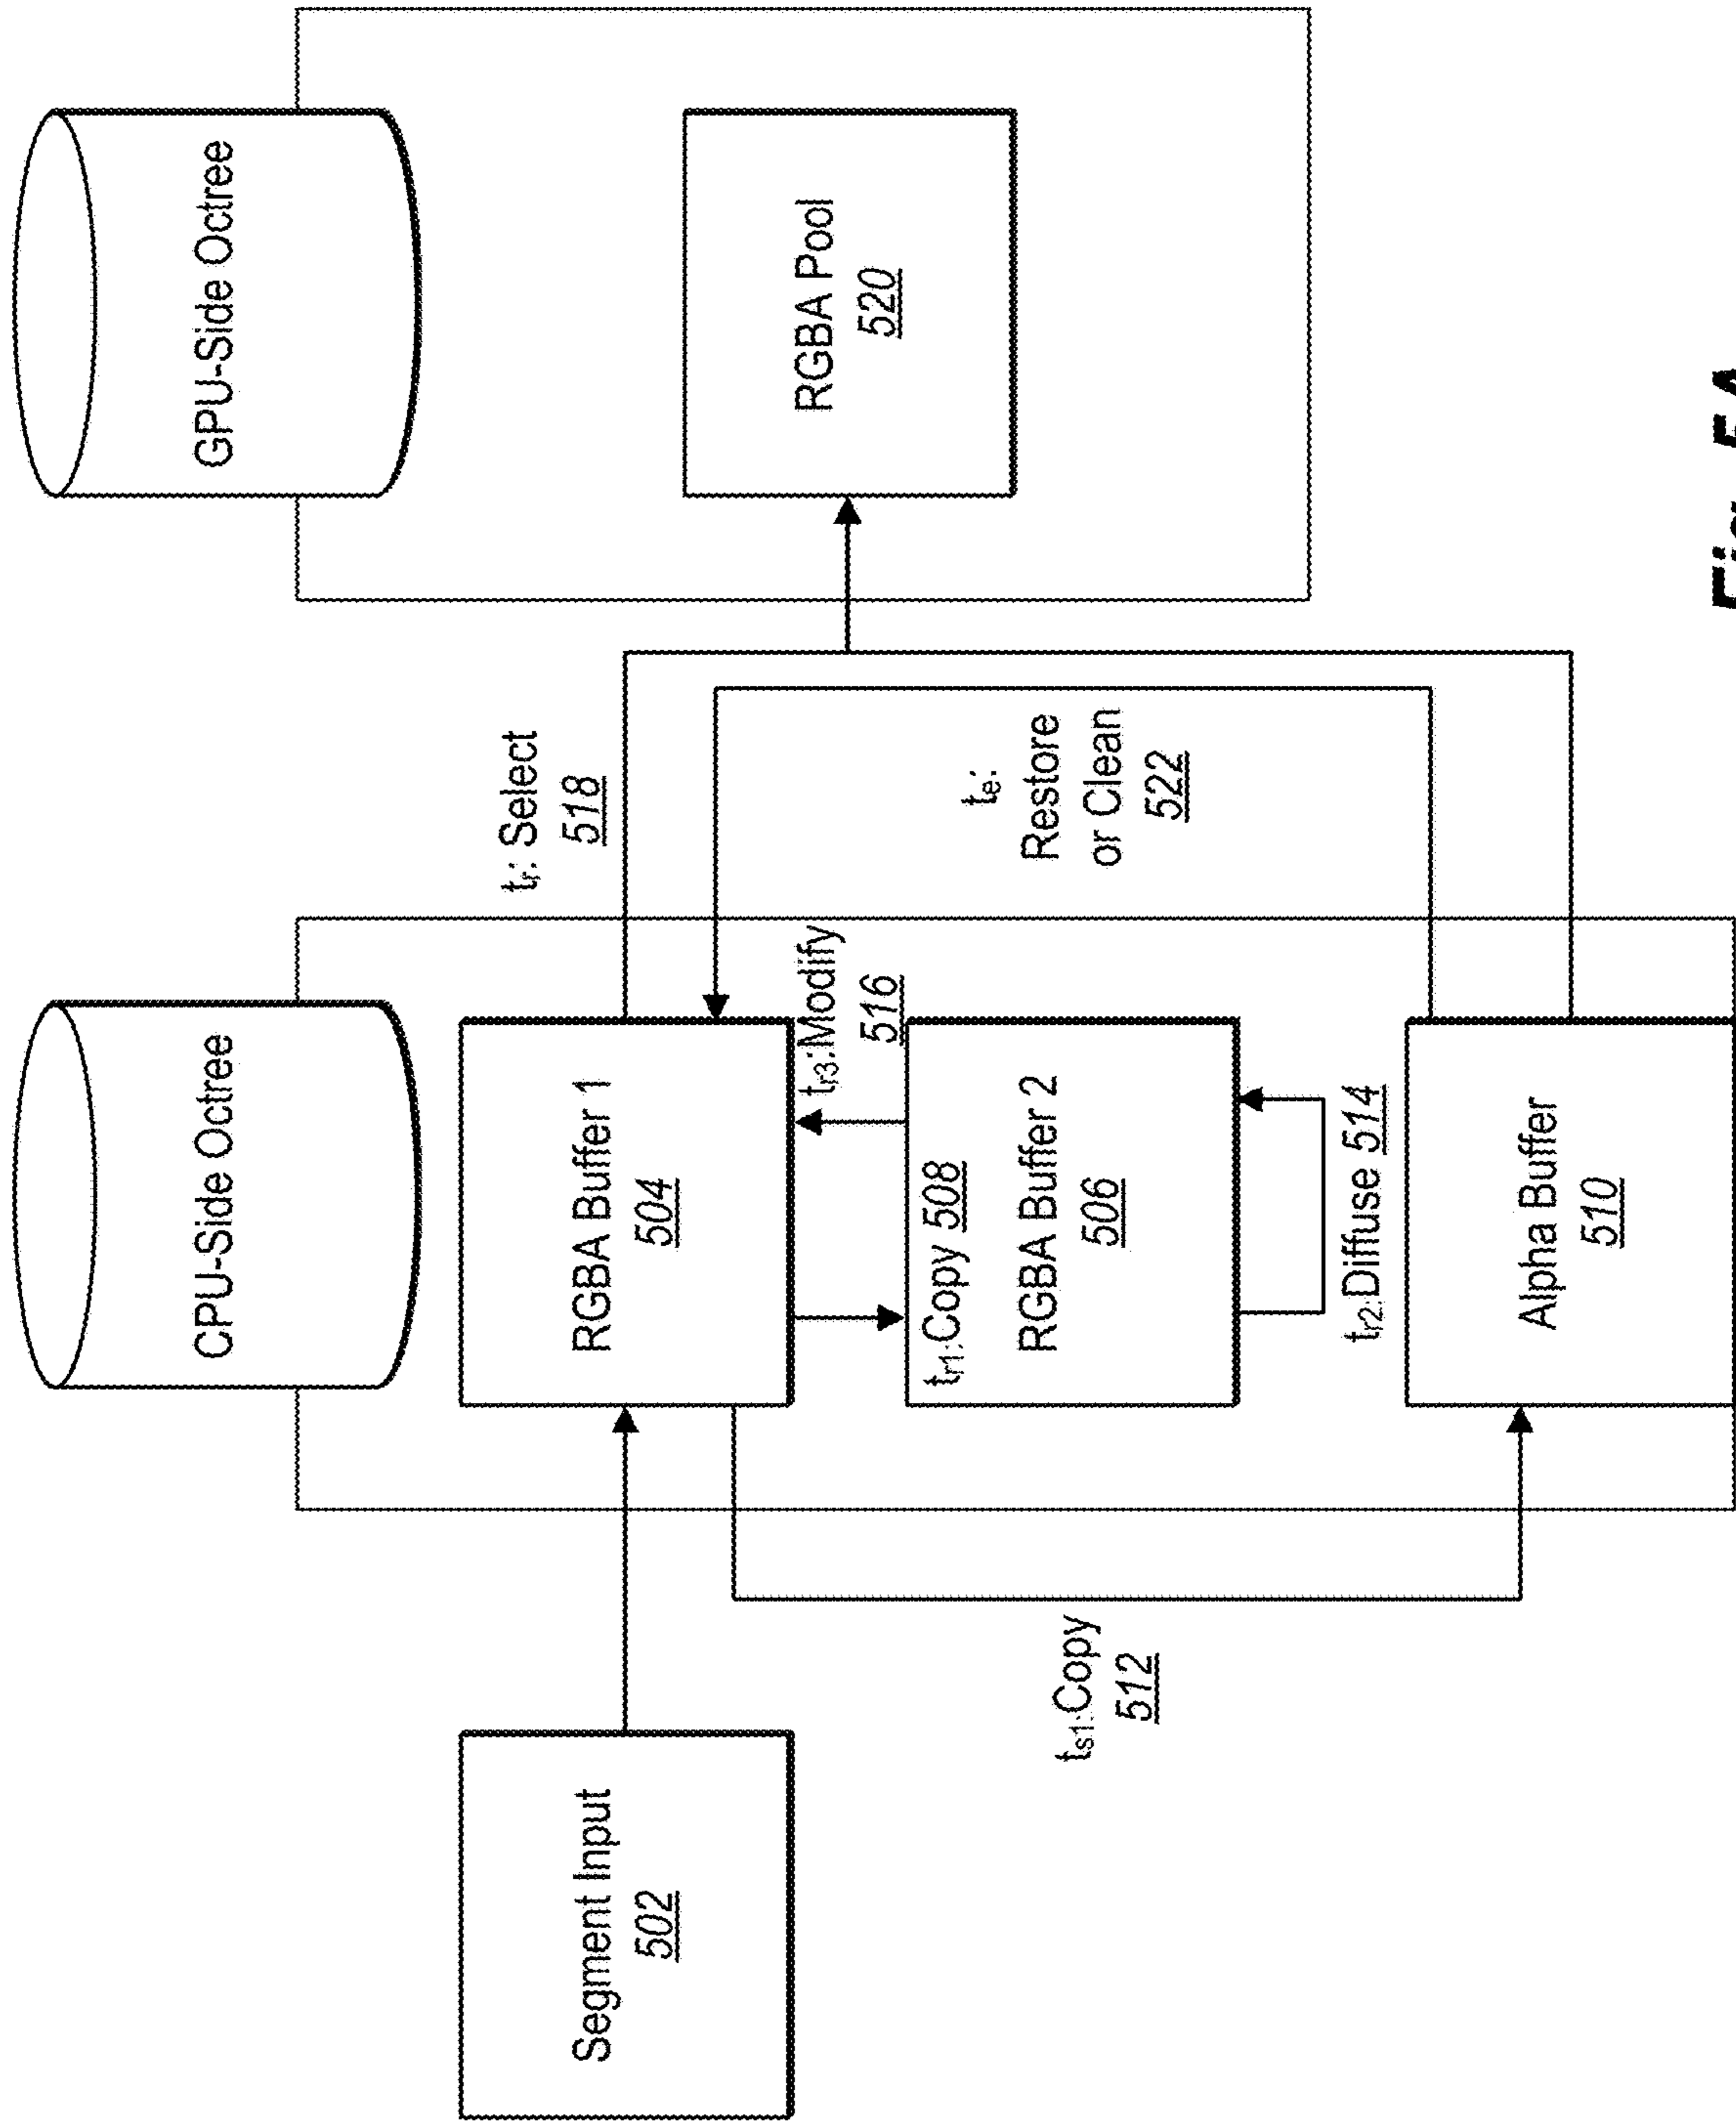 CPU-Side Octree
GPU-Side Octree
Segment Input
502
RGBA Buffer 1
504
tr: Select
518
RGBA Pool
520
tr3:Modify
516
tr1:Copy 508
RGBA Buffer 2
506
te:
Restore
or Clean
522
ts1:Copy
512
tr2:Diffuse 514
Alpha Buffer
510
Fig. 5A